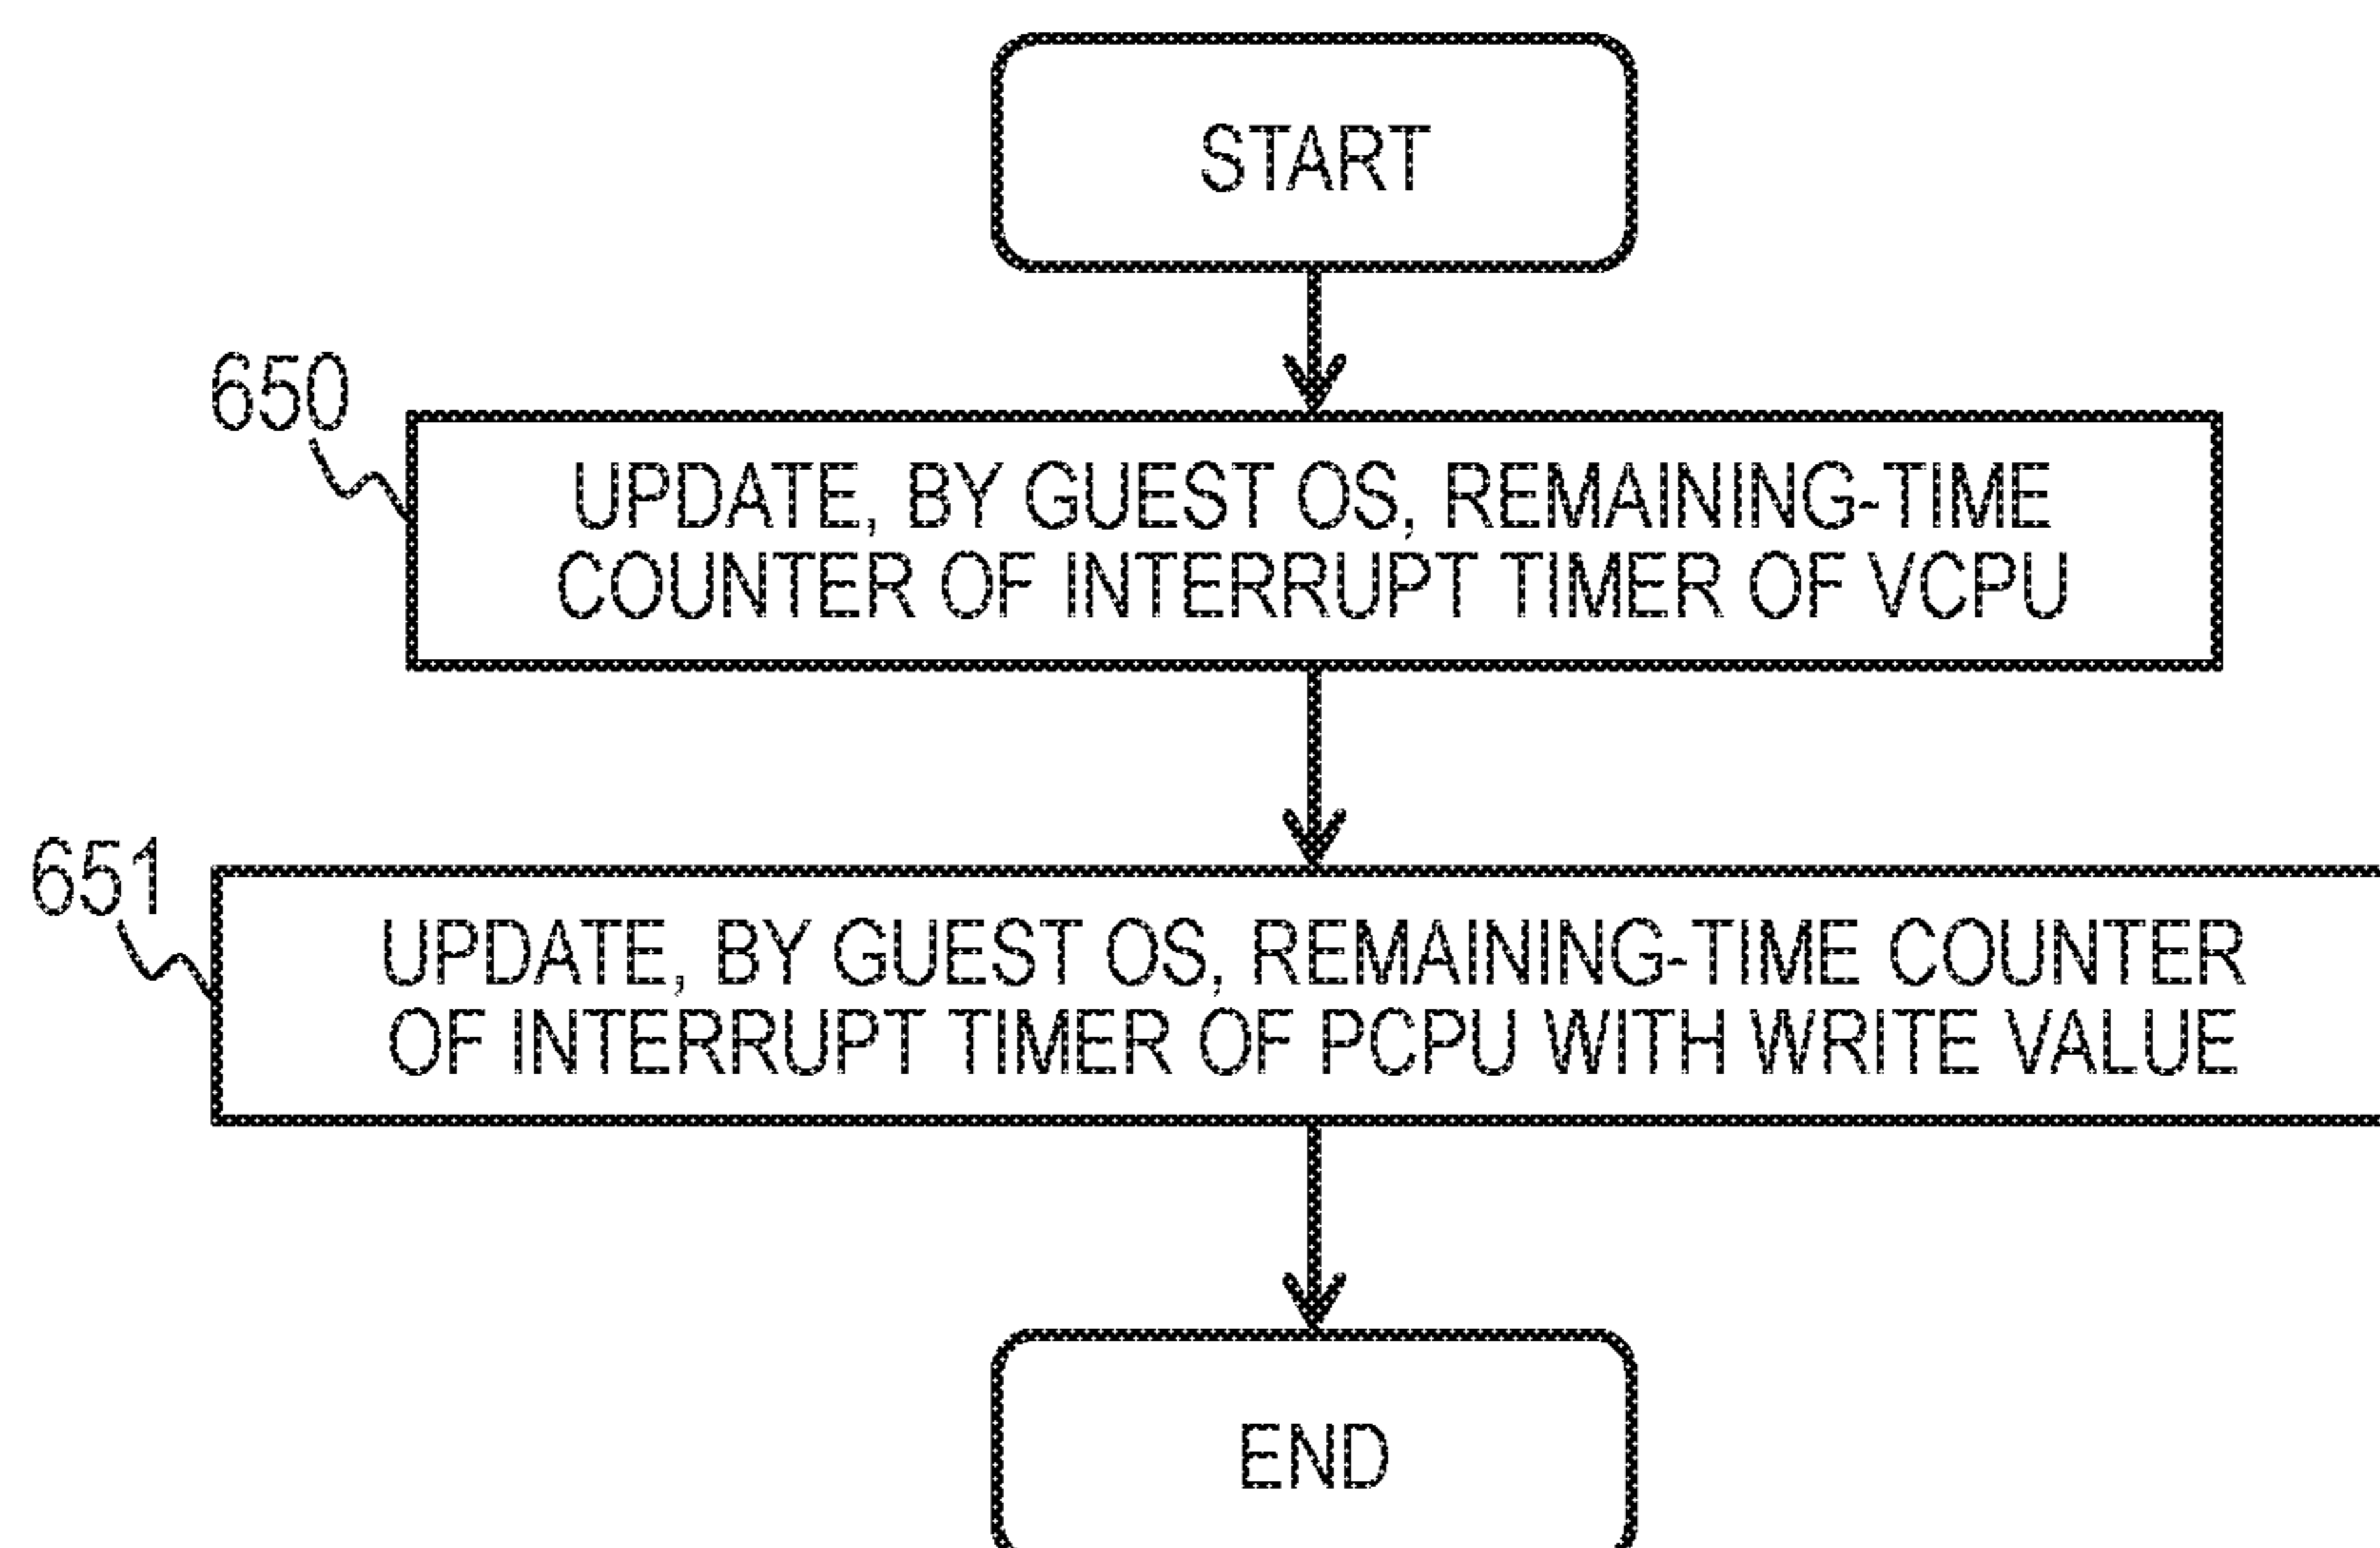 START
650
UPDATE, BY GUEST OS, REMAINING-TIME
COUNTER OF INTERRUPT TIMER OF VCPU
651
UPDATE, BY GUEST OS, REMAINING-TIME COUNTER
OF INTERRUPT TIMER OF PCPU WITH WRITE VALUE
END